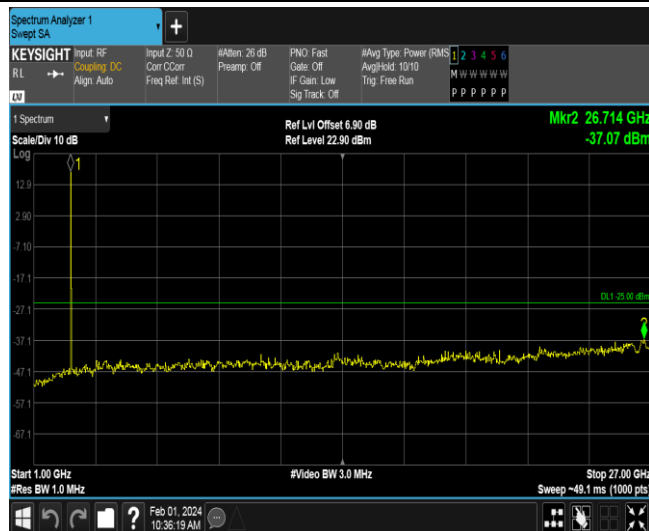 Spectrum Analyzer 1
Swept SA
+
KEYSIGHT
RL
Input: RF
Coupling: DC
Align: Auto
Input Z: 50 Ω
Corr CCorr
Freq Ref: Int (S)
#Atten: 26 dB
Preamp: Off
PNO: Fast
Gate: Off
IF Gain: Low
Sig Track: Off
#Avg Type: Power (RMS
Avg|Hold: 10/10
Trig: Free Run
1 2 3 4 5 6
M W W W W W
P P P P P P
1 Spectrum
Scale/Div 10 dB
Log
Ref Lvl Offset 6.90 dB
Ref Level 22.90 dBm
Mkr2 26.714 GHz
-37.07 dBm
1
12.9
2.90
-7.10
-17.1
DL1 -25.00 dBm
-27.1
2
-37.1
-47.1
-57.1
-67.1
Start 1.00 GHz
#Res BW 1.0 MHz
#Video BW 3.0 MHz
Stop 27.00 GHz
Sweep ~49.1 ms (1000 pts)
?
Feb 01, 2024
10:36:19 AM